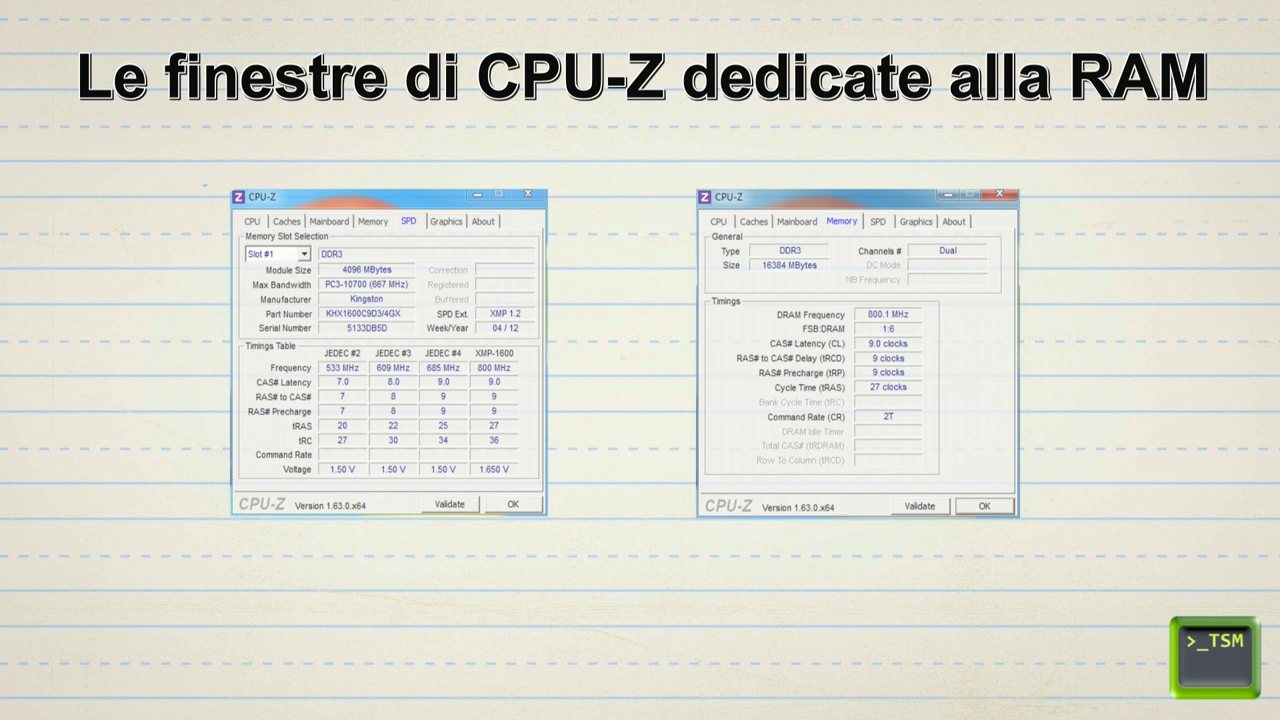 Le finestre di CPU-Z dedicate alla RAM
CPU-Z
CPU Caches Mainboard Memory SPD Graphics About
Memory Slot Selection
Slot #1 DDR3
Module Size 4096 MBytes Correction
Max Bandwidth PC3-10700 (667 MHz) Registered
Manufacturer Kingston Buffered
Part Number KHX1600C9D3/4GX SPD Ext. XMP 1.2
Serial Number 5133DB5D Week/Year 04 / 12
Timings Table
JEDEC #2 JEDEC #3 JEDEC #4 XMP-1600
Frequency 533 MHz 609 MHz 685 MHz 800 MHz
CAS# Latency 7.0 8.0 9.0 9.0
RAS# to CAS# 7 8 9 9
RAS# Precharge 7 8 9 9
tRAS 20 22 25 27
tRC 27 30 34 36
Command Rate
Voltage 1.50 V 1.50 V 1.50 V 1.650 V
CPU-Z Version 1.63.0.x64 Validate OK
CPU-Z
CPU Caches Mainboard Memory SPD Graphics About
General
Type DDR3 Channels # Dual
Size 16384 MBytes DC Mode
NB Frequency
Timings
DRAM Frequency 800.1 MHz
FSB:DRAM 1:6
CAS# Latency (CL) 9.0 clocks
RAS# to CAS# Delay (tRCD) 9 clocks
RAS# Precharge (tRP) 9 clocks
Cycle Time (tRAS) 27 clocks
Bank Cycle Time (tRC)
Command Rate (CR) 2T
DRAM Idle Timer
Total CAS# (tRDRAM)
Row To Column (tRCD)
CPU-Z Version 1.63.0.x64 Validate OK
>_TSM